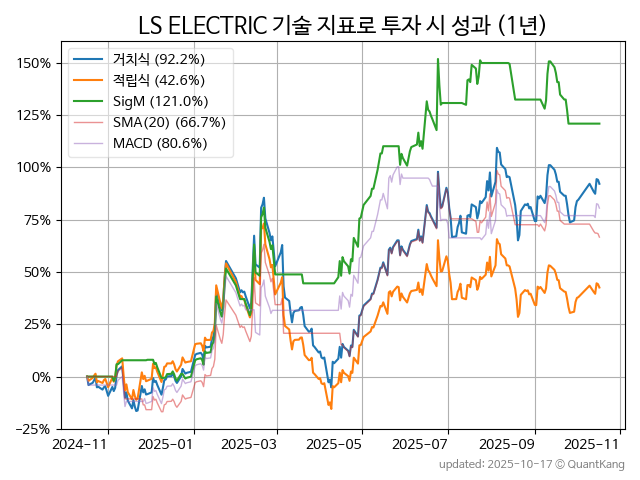 LS ELECTRIC 기술 지표로 투자 시 성과 (1년)
150%
125%
100%
75%
50%
25%
0%
−25%
거치식 (92.2%)
적립식 (42.6%)
SigM (121.0%)
SMA(20) (66.7%)
MACD (80.6%)
2024-11
2025-01
2025-03
2025-05
2025-07
2025-09
2025-11
updated: 2025-10-17 © QuantKang